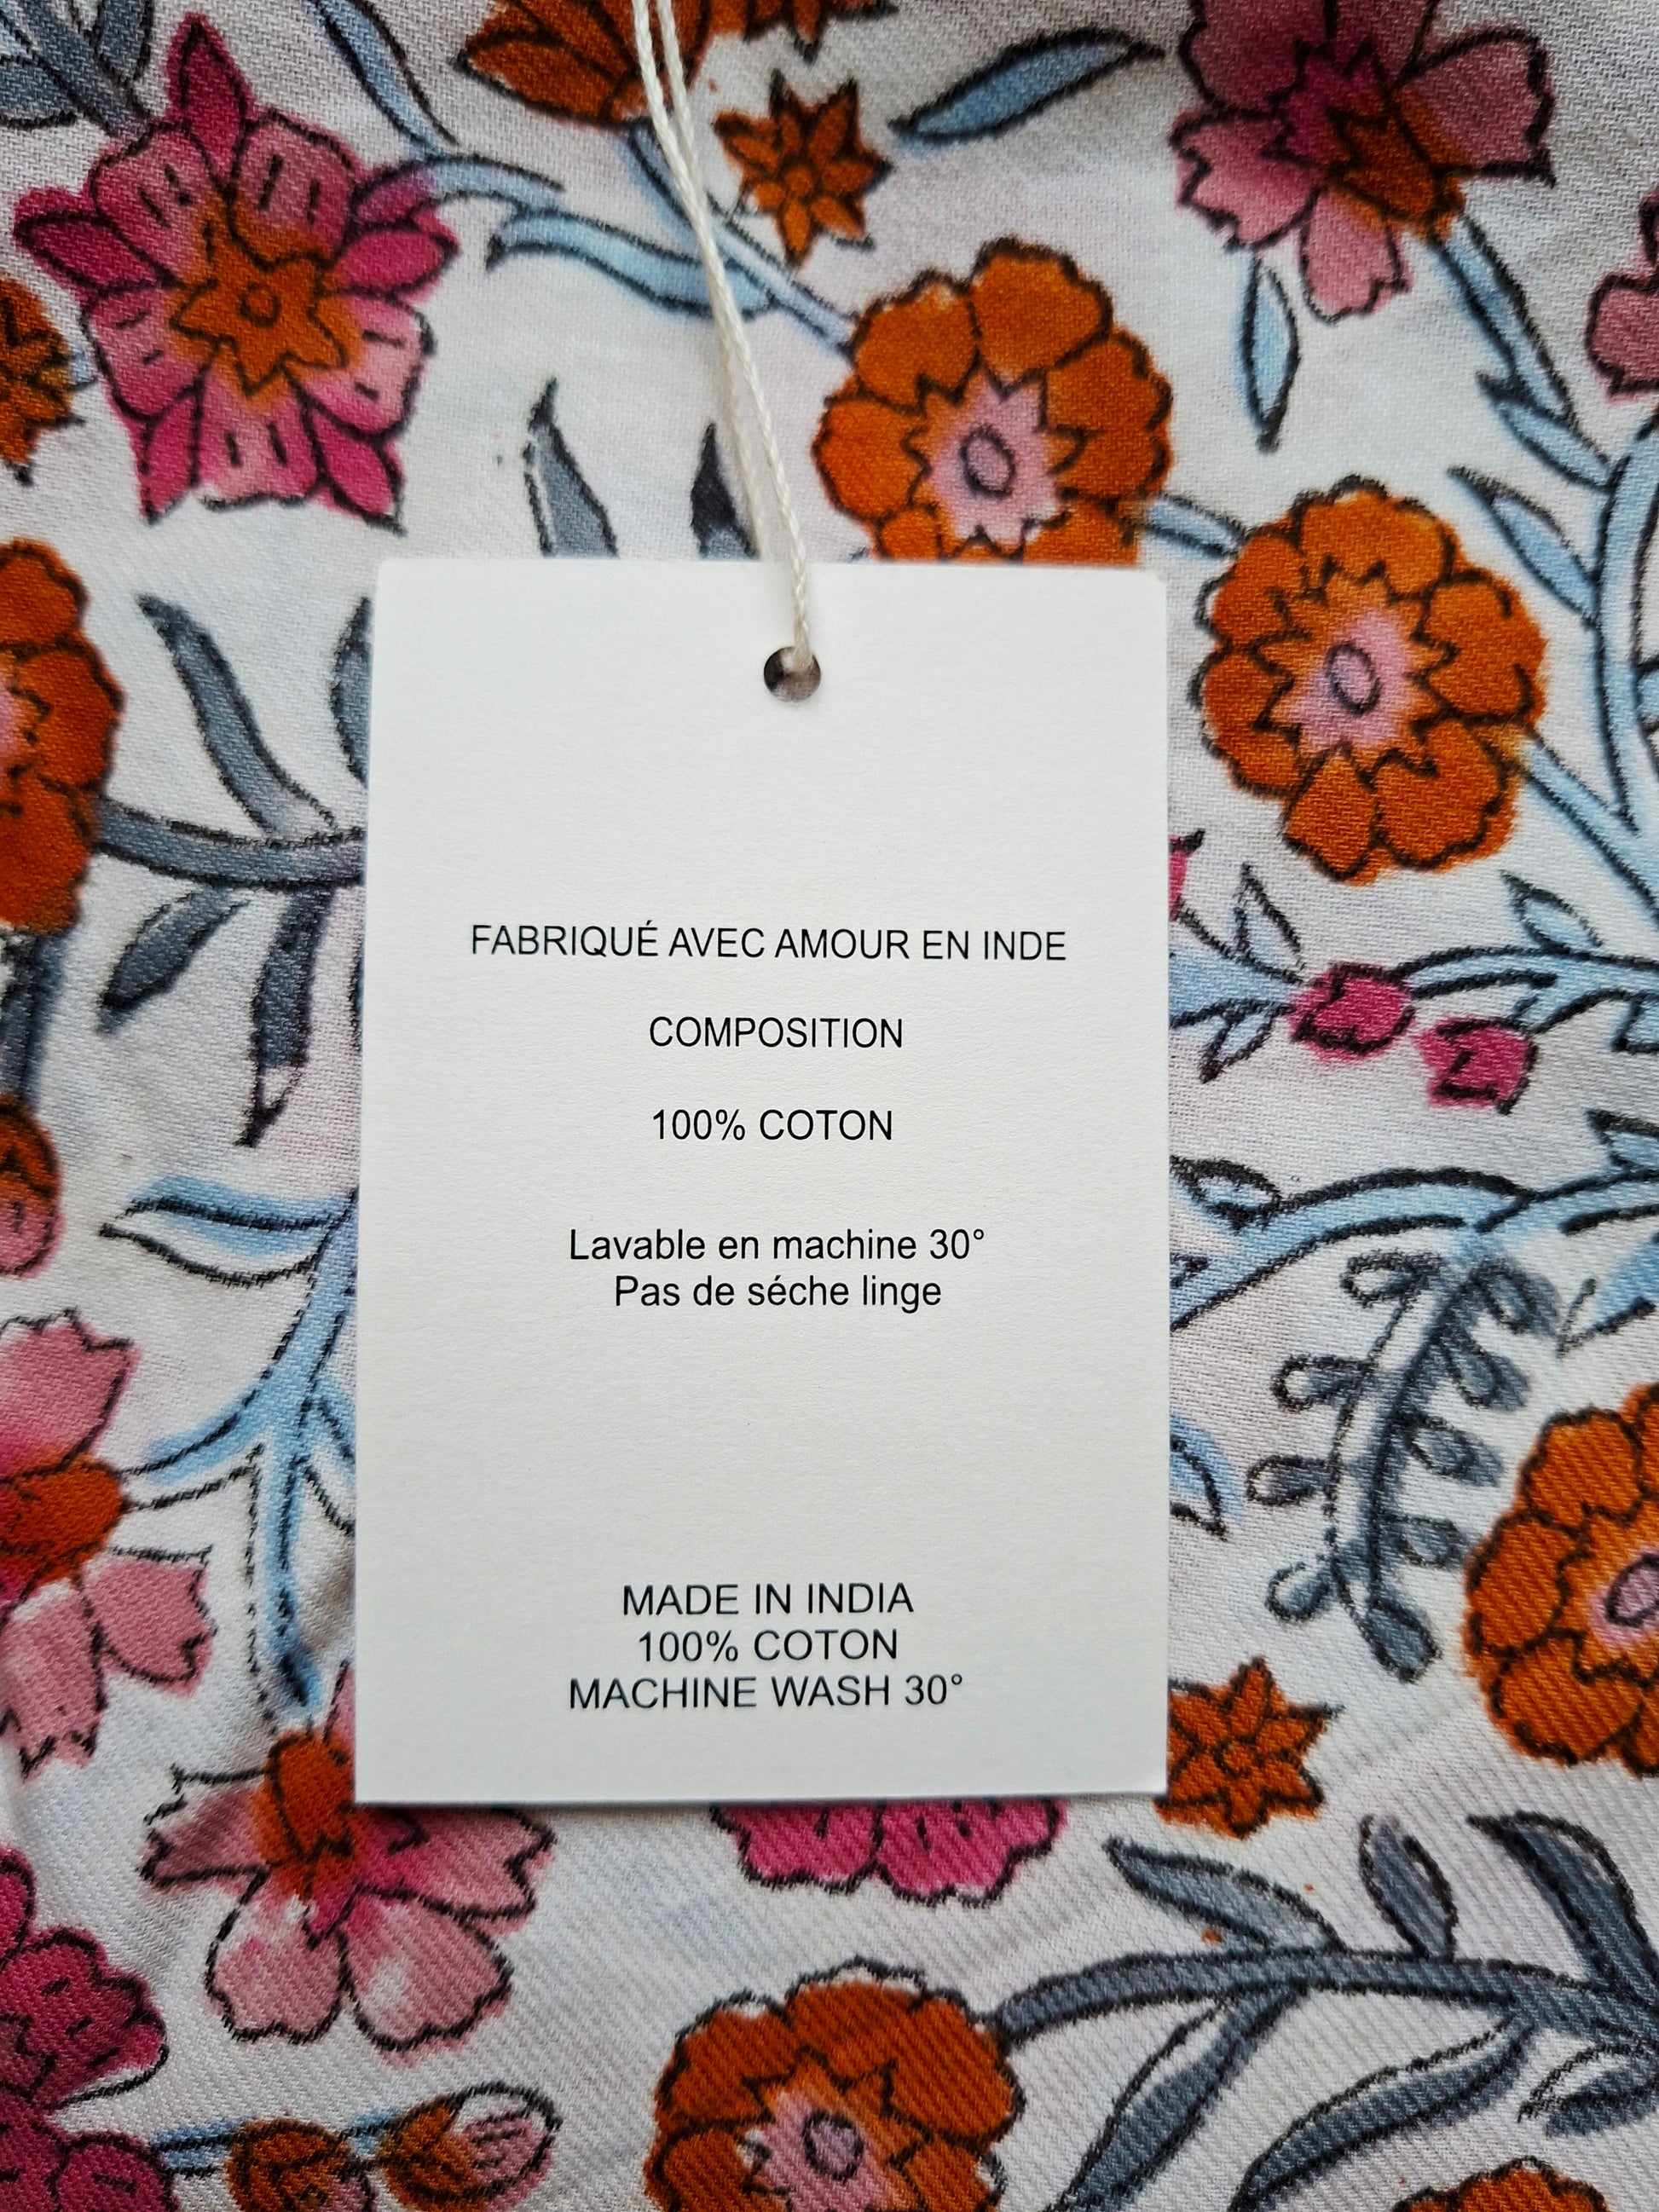 FABRIQUÉ AVEC AMOUR EN INDE
COMPOSITION
100% COTON
Lavable en machine 30°
Pas de séche linge
MADE IN INDIA
100% COTON
MACHINE WASH 30°